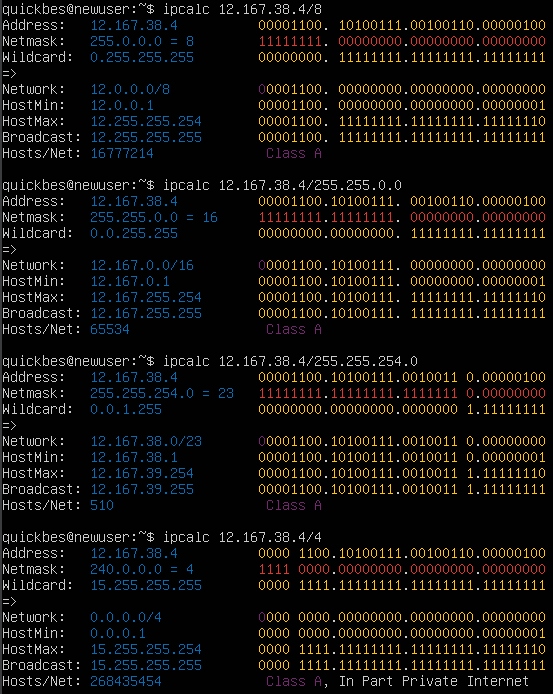 quickbes@newuser:~$ ipcalc 12.167.38.4/8
Address:   12.167.38.4          00001100. 10100111.00100110.00000100
Netmask:   255.0.0.0 = 8        11111111. 00000000.00000000.00000000
Wildcard:  0.255.255.255        00000000. 11111111.11111111.11111111
=>
Network:   12.0.0.0/8           00001100. 00000000.00000000.00000000
HostMin:   12.0.0.1             00001100. 00000000.00000000.00000001
HostMax:   12.255.255.254       00001100. 11111111.11111111.11111110
Broadcast: 12.255.255.255       00001100. 11111111.11111111.11111111
Hosts/Net: 16777214              Class A
quickbes@newuser:~$ ipcalc 12.167.38.4/255.255.0.0
Address:   12.167.38.4          00001100.10100111. 00100110.00000100
Netmask:   255.255.0.0 = 16     11111111.11111111. 00000000.00000000
Wildcard:  0.0.255.255          00000000.00000000. 11111111.11111111
=>
Network:   12.167.0.0/16        00001100.10100111. 00000000.00000000
HostMin:   12.167.0.1           00001100.10100111. 00000000.00000001
HostMax:   12.167.255.254       00001100.10100111. 11111111.11111110
Broadcast: 12.167.255.255       00001100.10100111. 11111111.11111111
Hosts/Net: 65534                 Class A
quickbes@newuser:~$ ipcalc 12.167.38.4/255.255.254.0
Address:   12.167.38.4          00001100.10100111.0010011 0.00000100
Netmask:   255.255.254.0 = 23   11111111.11111111.1111111 0.00000000
Wildcard:  0.0.1.255            00000000.00000000.0000000 1.11111111
=>
Network:   12.167.38.0/23       00001100.10100111.0010011 0.00000000
HostMin:   12.167.38.1          00001100.10100111.0010011 0.00000001
HostMax:   12.167.39.254        00001100.10100111.0010011 1.11111110
Broadcast: 12.167.39.255        00001100.10100111.0010011 1.11111111
Hosts/Net: 510                   Class A
quickbes@newuser:~$ ipcalc 12.167.38.4/4
Address:   12.167.38.4          0000 1100.10100111.00100110.00000100
Netmask:   240.0.0.0 = 4        1111 0000.00000000.00000000.00000000
Wildcard:  15.255.255.255       0000 1111.11111111.11111111.11111111
=>
Network:   0.0.0.0/4            0000 0000.00000000.00000000.00000000
HostMin:   0.0.0.1              0000 0000.00000000.00000000.00000001
HostMax:   15.255.255.254       0000 1111.11111111.11111111.11111110
Broadcast: 15.255.255.255       0000 1111.11111111.11111111.11111111
Hosts/Net: 268435454             Class A, In Part Private Internet